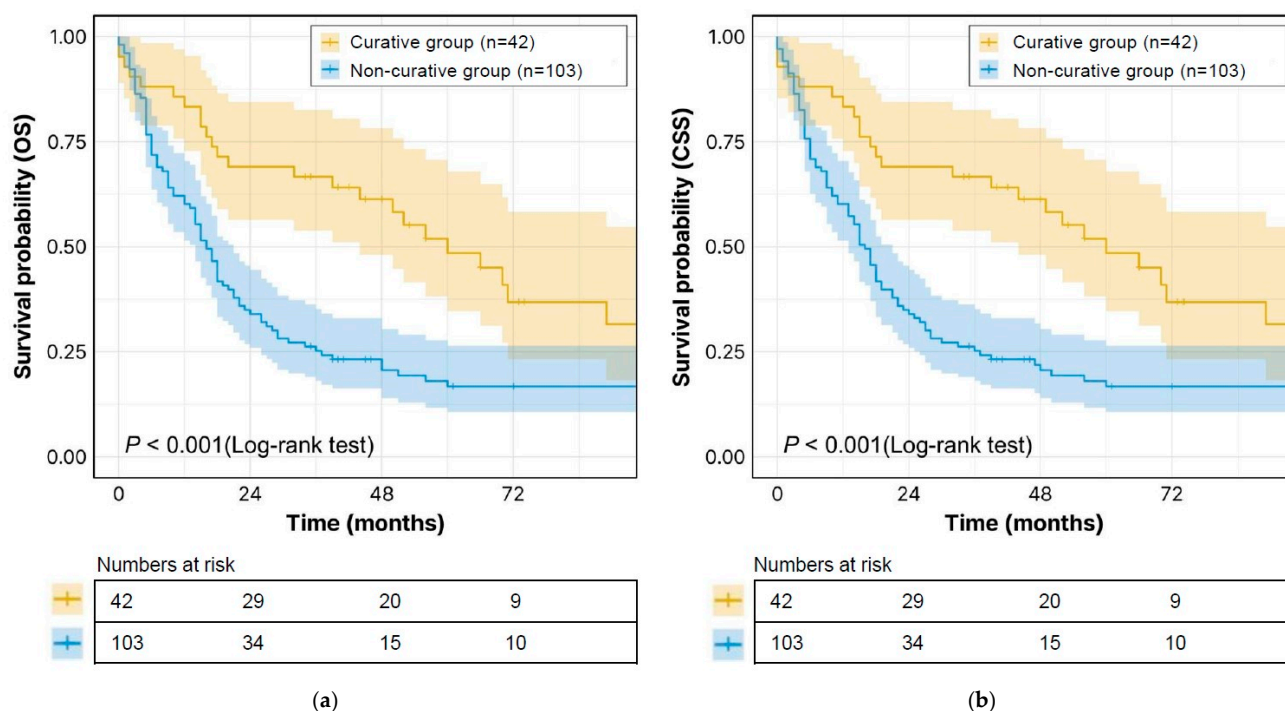 Survival probability (OS)
1.00
0.75
0.50
0.25
0.00
Curative group (n=42)
Non-curative group (n=103)
P < 0.001(Log-rank test)
0 24 48 72
Time (months)
Numbers at risk
42 29 20 9
103 34 15 10
(a)
Survival probability (CSS)
1.00
0.75
0.50
0.25
0.00
Curative group (n=42)
Non-curative group (n=103)
P < 0.001(Log-rank test)
0 24 48 72
Time (months)
Numbers at risk
42 29 20 9
103 34 15 10
(b)